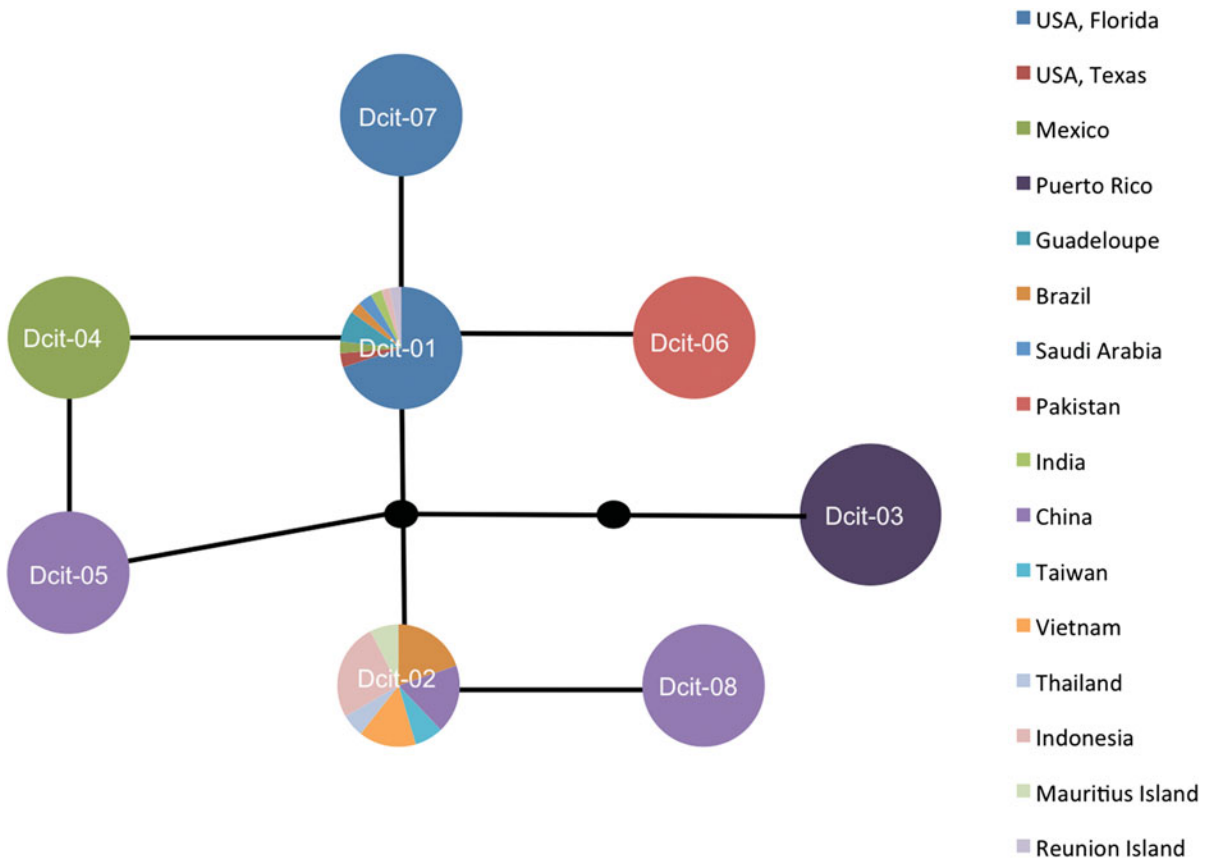 Dcit-07
Dcit-04
Dcit-01
Dcit-06
Dcit-03
Dcit-05
Dcit-02
Dcit-08
USA, Florida
USA, Texas
Mexico
Puerto Rico
Guadeloupe
Brazil
Saudi Arabia
Pakistan
India
China
Taiwan
Vietnam
Thailand
Indonesia
Mauritius Island
Reunion Island